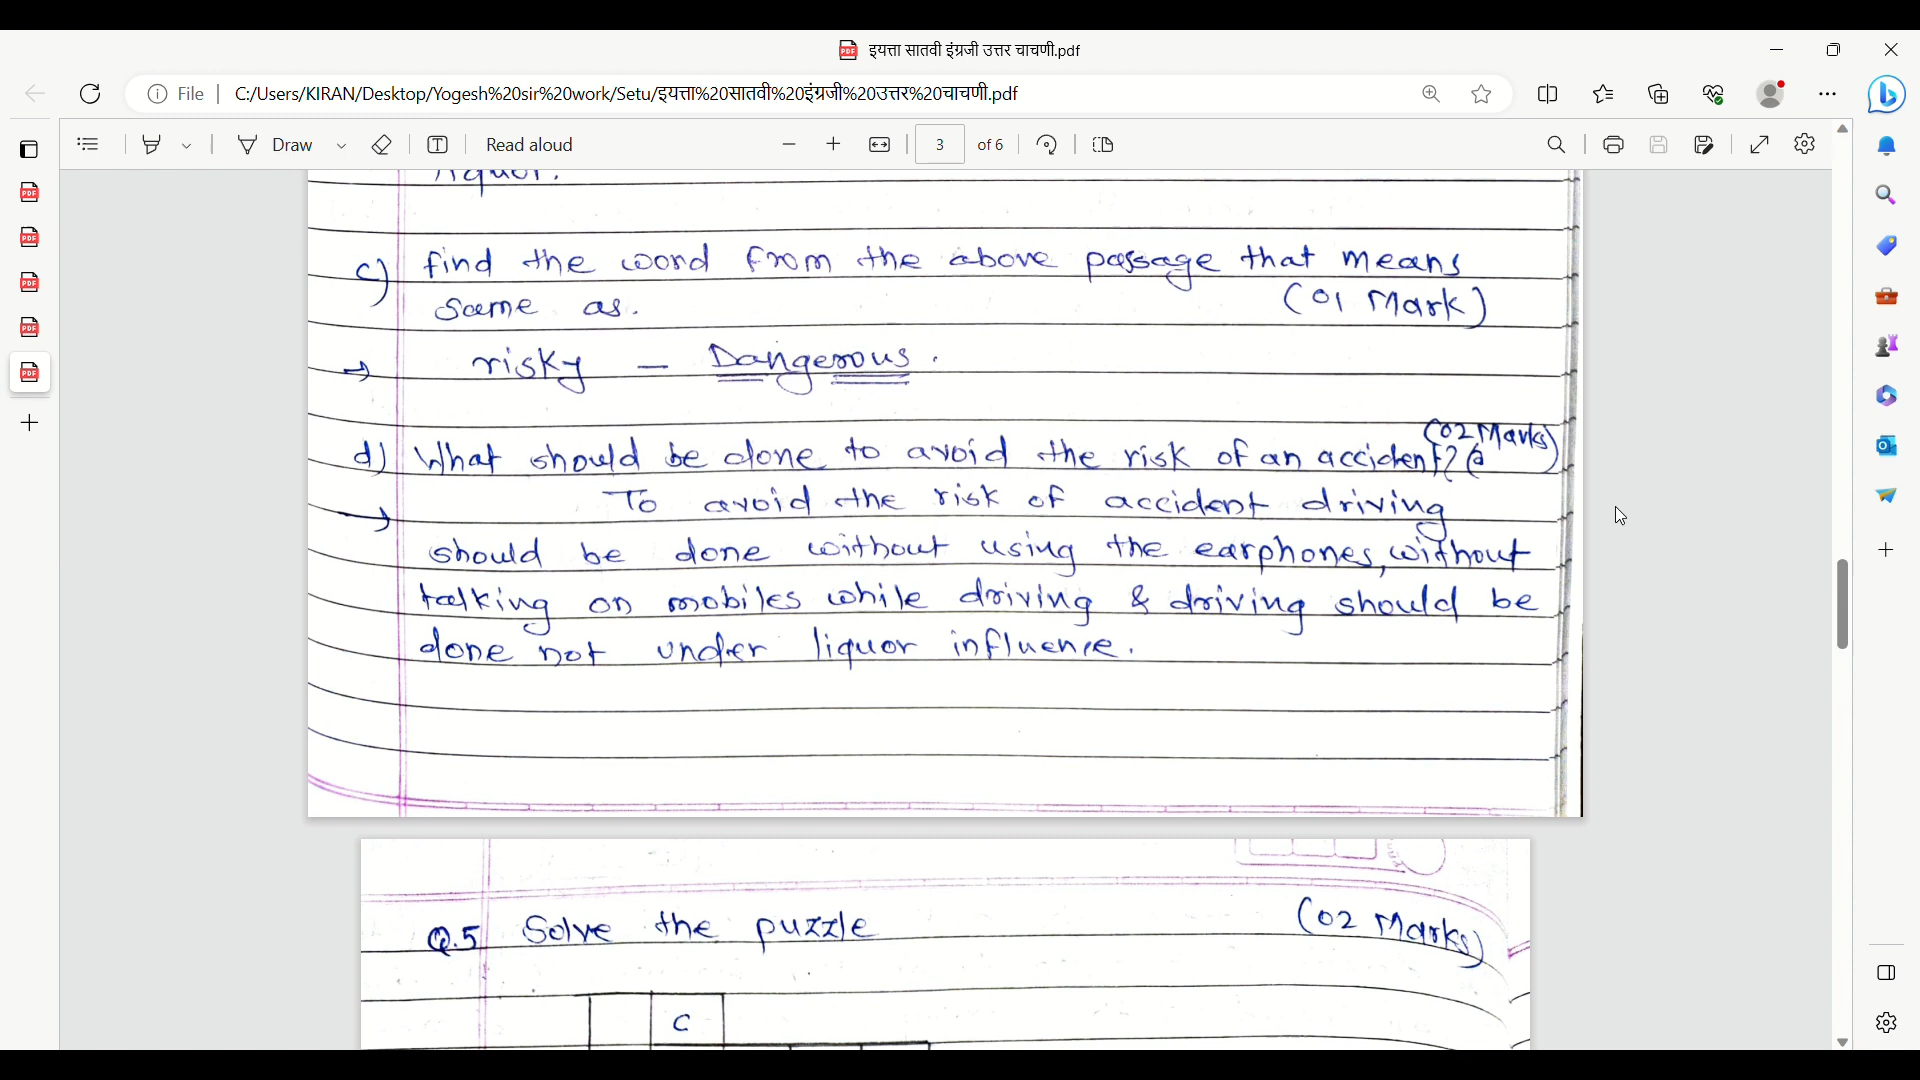 इयत्ता सातवी इंग्रजी उत्तर चाचणी.pdf
File | C:/Users/KIRAN/Desktop/Yogesh%20sir%20work/Setu/इयत्ता%20सातवी%20इंग्रजी%20उत्तर%20चाचणी.pdf
Draw Read aloud 3 of 6
liquor.
c) find the word from the above passage that means
same as. (01 Mark)
→ risky — Dangerous.
(02 Marks)
d) What should be done to avoid the risk of an accident?
→ To avoid the risk of accident driving
should be done without using the earphones, without
talking on mobiles while driving & driving should be
done not under liquor influence.
Q.5 Solve the puzzle (02 Marks)
C